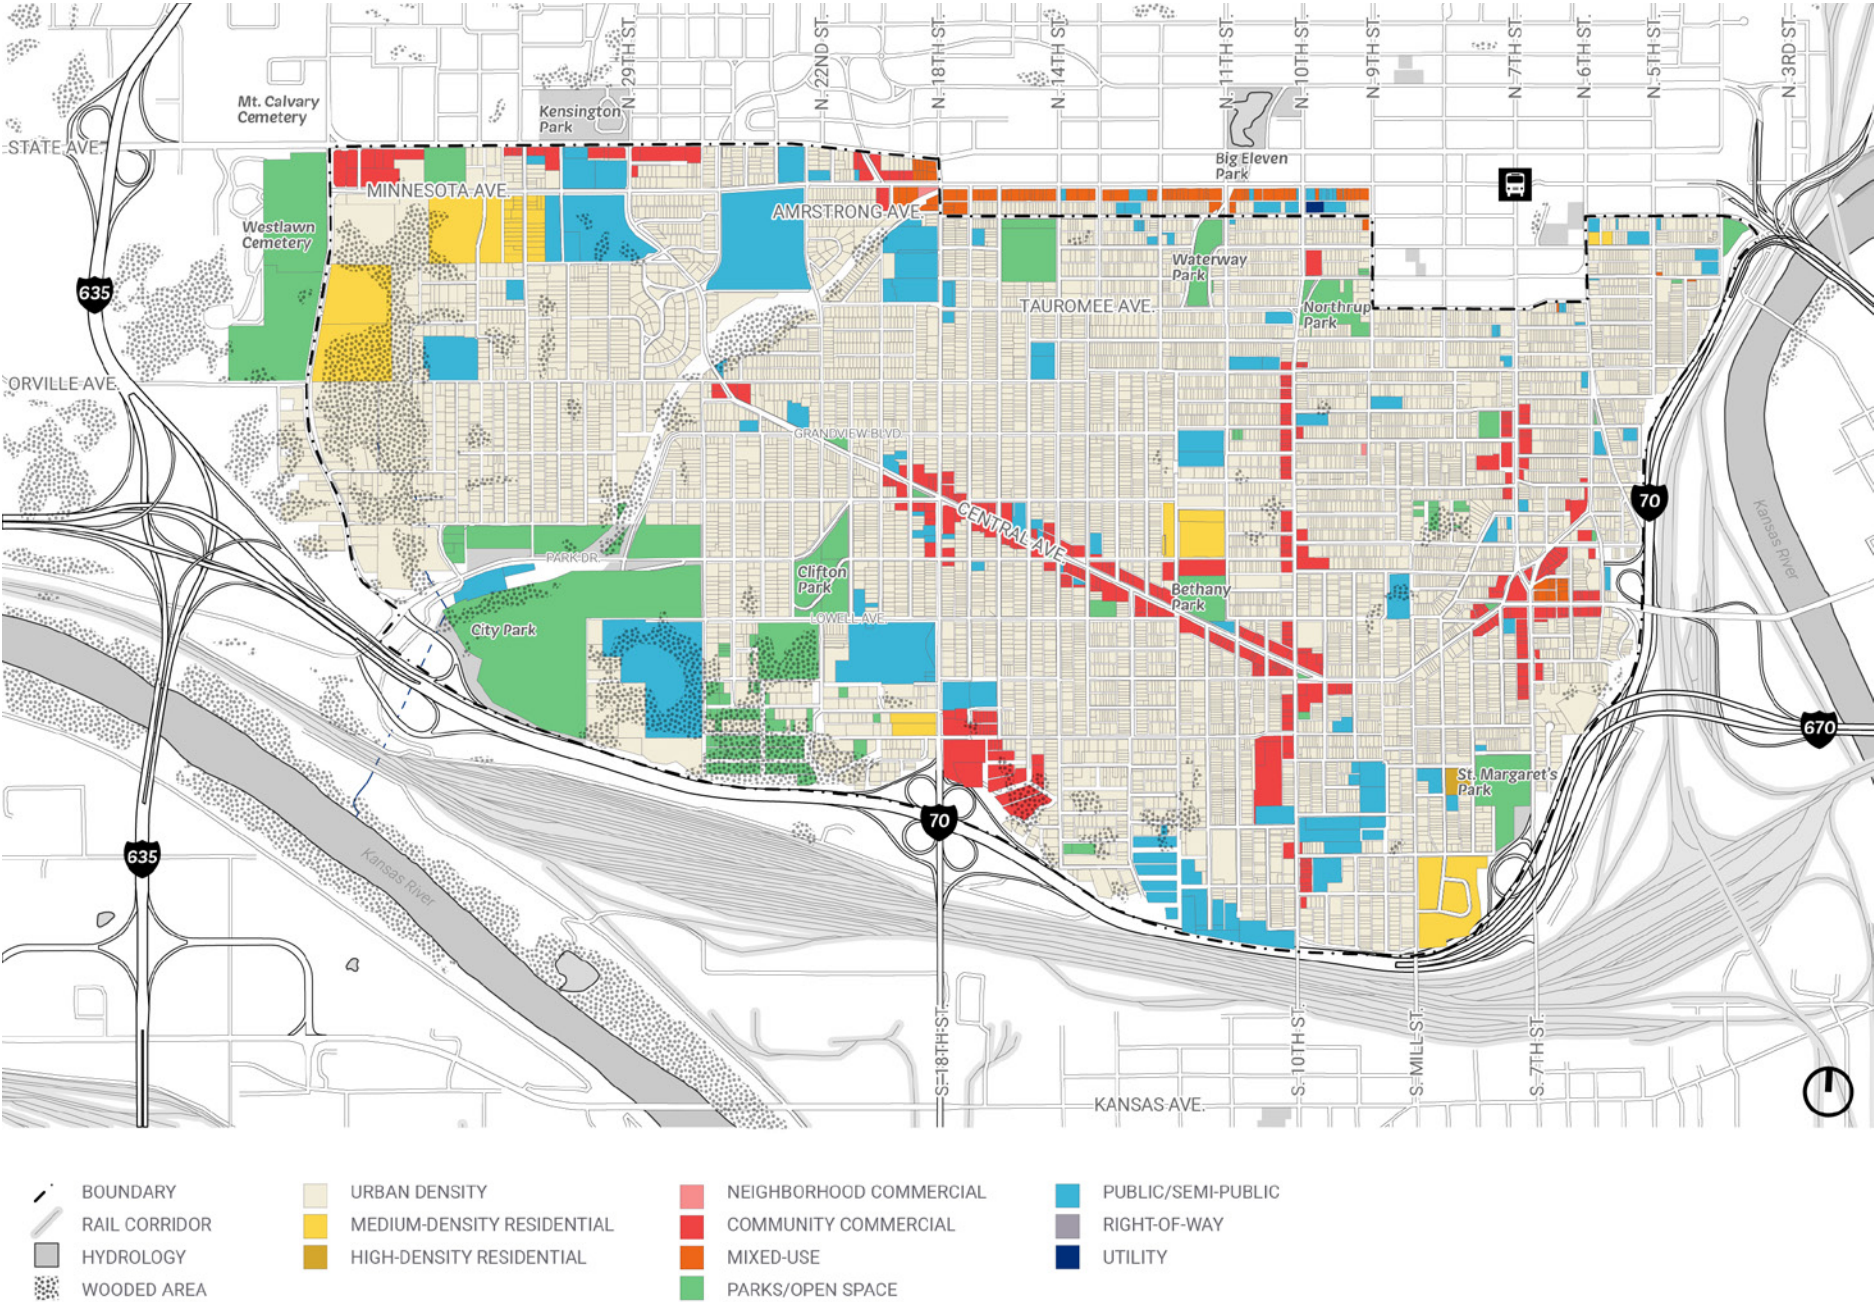 N. 29TH ST.
N. 22ND ST.
N. 18TH ST.
N. 14TH ST.
N. 11TH ST.
N. 10TH ST.
N. 9TH ST.
N. 7TH ST.
N. 6TH ST.
N. 5TH ST.
N. 3RD ST.
Mt. Calvary
Cemetery
Kensington
Park
STATE AVE.
Big Eleven
Park
MINNESOTA AVE.
AMRSTRONG AVE.
Westlawn
Cemetery
Waterway
Park
635
TAUROMEE AVE.
Northrup
Park
ORVILLE AVE.
GRANDVIEW BLVD
CENTRAL AVE.
70
Kansas River
PARK DR.
Clifton
Park
Bethany
Park
LOWELL AVE.
City Park
670
St. Margaret's
Park
70
635
Kansas River
S. 18TH ST.
S. 10TH ST.
S. MILL ST.
S. 7TH ST.
KANSAS AVE.
BOUNDARY
RAIL CORRIDOR
HYDROLOGY
WOODED AREA
URBAN DENSITY
MEDIUM-DENSITY RESIDENTIAL
HIGH-DENSITY RESIDENTIAL
NEIGHBORHOOD COMMERCIAL
COMMUNITY COMMERCIAL
MIXED-USE
PARKS/OPEN SPACE
PUBLIC/SEMI-PUBLIC
RIGHT-OF-WAY
UTILITY